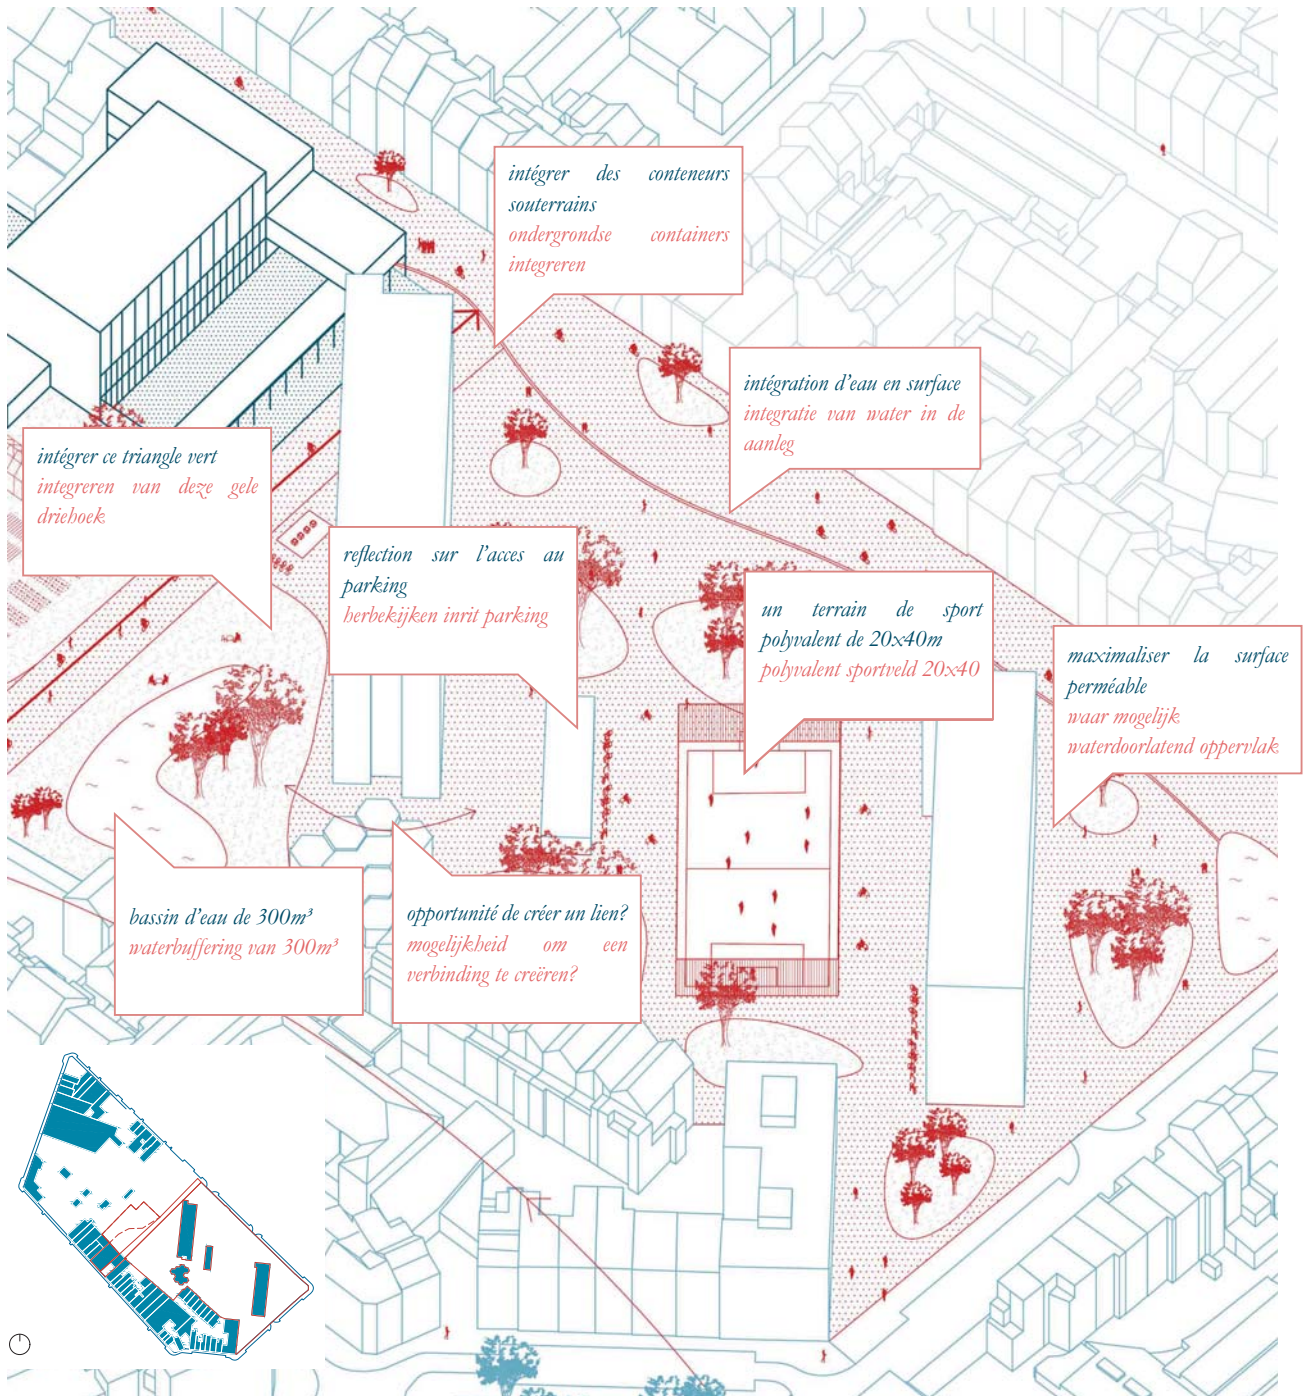 intégrer des conteneurs
souterrains
ondergrondse containers
integreren
intégration d'eau en surface
integratie van water in de
aanleg
intégrer ce triangle vert
integreren van deze gele
driehoek
reflection sur l'acces au
parking
herbekijken inrit parking
un terrain de sport
polyvalent de 20x40m
polyvalent sportveld 20x40
maximaliser la surface
perméable
waar mogelijk
waterdoorlatend oppervlak
bassin d'eau de 300m³
waterbuffering van 300m³
opportunité de créer un lien?
mogelijkheid om een
verbinding te creëren?